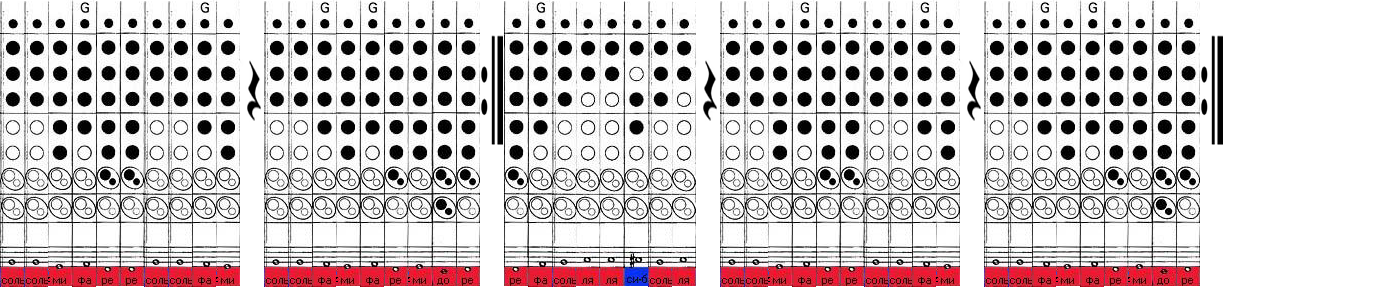 G G G G G G G G G
соль соль ми фа ре ре соль соль фа ми соль соль фа ми фа ре ми до ре ре фа соль ля ля си-б соль ля соль соль ми фа ре ре соль соль фа ми соль соль фа ми фа ре ми до ре